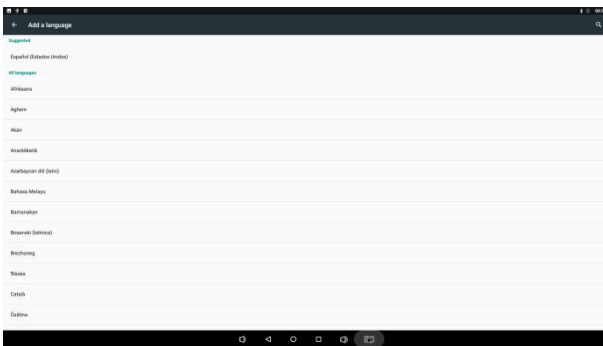 Add a language
Suggested
Español (Estados Unidos)
All languages
Afrikaans
Aghem
Akan
Azərbaycan dili (latın)
Bahasa Melayu
Bamanakan
Bosanski (latinica)
Brezhoneg
Català
Čeština